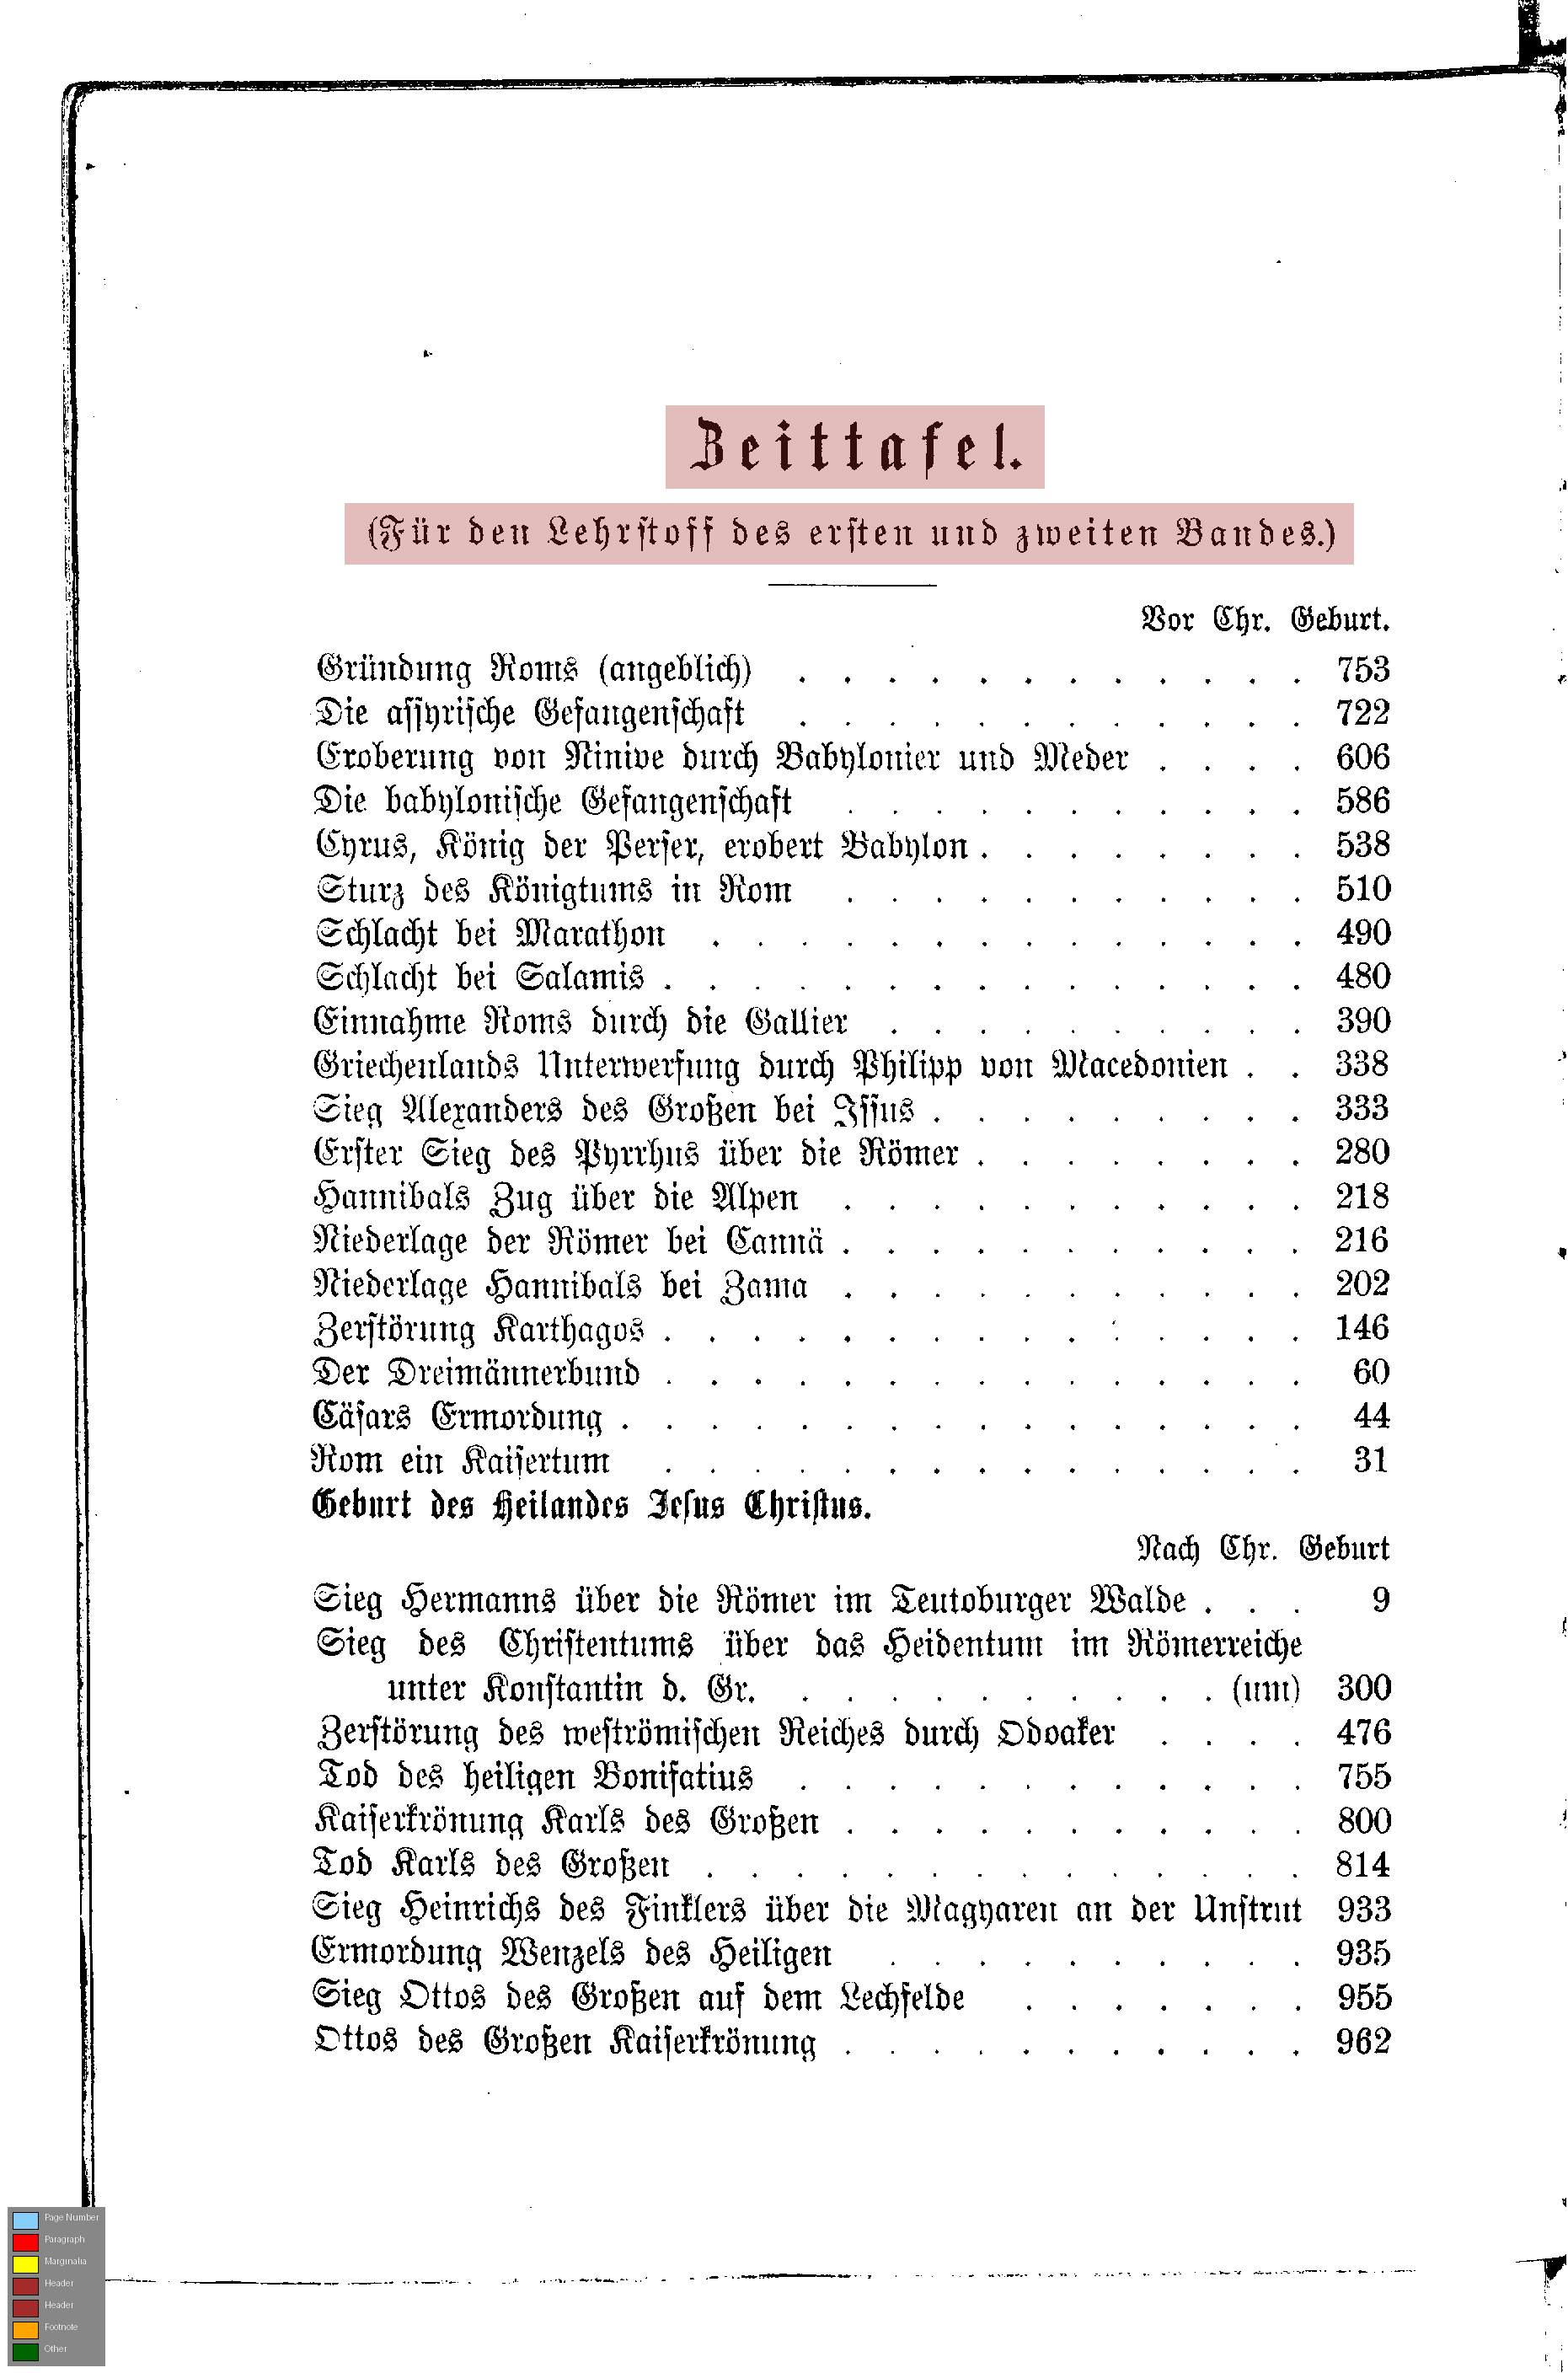 Zeittafel.
(Für den Lehrstoff des ersten und zweiten Bandes.)
Vor Chr. Geburt.
Gründung Roms (angeblich) . . . . . . . . . . . . 753
Die assyrische Gefangenschaft . . . . . . . . . . . . 722
Eroberung von Ninive durch Babylonier und Meder . . . . 606
Die babylonische Gefangenschaft . . . . . . . . . . . 586
Cyrus, König der Perser, erobert Babylon . . . . . . . . 538
Sturz des Königtums in Rom . . . . . . . . . . . 510
Schlacht bei Marathon . . . . . . . . . . . . . . 490
Schlacht bei Salamis . . . . . . . . . . . . . . . 480
Einnahme Roms durch die Gallier . . . . . . . . . . 390
Griechenlands Unterwerfung durch Philipp von Macedonien . . 338
Sieg Alexanders des Großen bei Issus . . . . . . . . . 333
Erster Sieg des Pyrrhus über die Römer . . . . . . . . 280
Hannibals Zug über die Alpen . . . . . . . . . . . 218
Niederlage der Römer bei Cannä . . . . . . . . . . . 216
Niederlage Hannibals bei Zama . . . . . . . . . . . 202
Zerstörung Karthagos . . . . . . . . . . . . . . . 146
Der Dreimännerbund . . . . . . . . . . . . . . . 60
Cäsars Ermordung . . . . . . . . . . . . . . . . 44
Rom ein Kaisertum . . . . . . . . . . . . . . . 31
Geburt des Heilandes Jesus Christus.
Nach Chr. Geburt
Sieg Hermanns über die Römer im Teutoburger Walde . . . 9
Sieg des Christentums über das Heidentum im Römerreiche
unter Konstantin d. Gr. . . . . . . . . . . (um) 300
Zerstörung des weströmischen Reiches durch Odoaker . . . . 476
Tod des heiligen Bonifatius . . . . . . . . . . . . 755
Kaiserkrönung Karls des Großen . . . . . . . . . . . 800
Tod Karls des Großen . . . . . . . . . . . . . . 814
Sieg Heinrichs des Finklers über die Magyaren an der Unstrut 933
Ermordung Wenzels des Heiligen . . . . . . . . . . 935
Sieg Ottos des Großen auf dem Lechfelde . . . . . . . 955
Ottos des Großen Kaiserkrönung . . . . . . . . . . . 962
Page Number
Paragraph
Marginalia
Header
Header
Footnote
Other